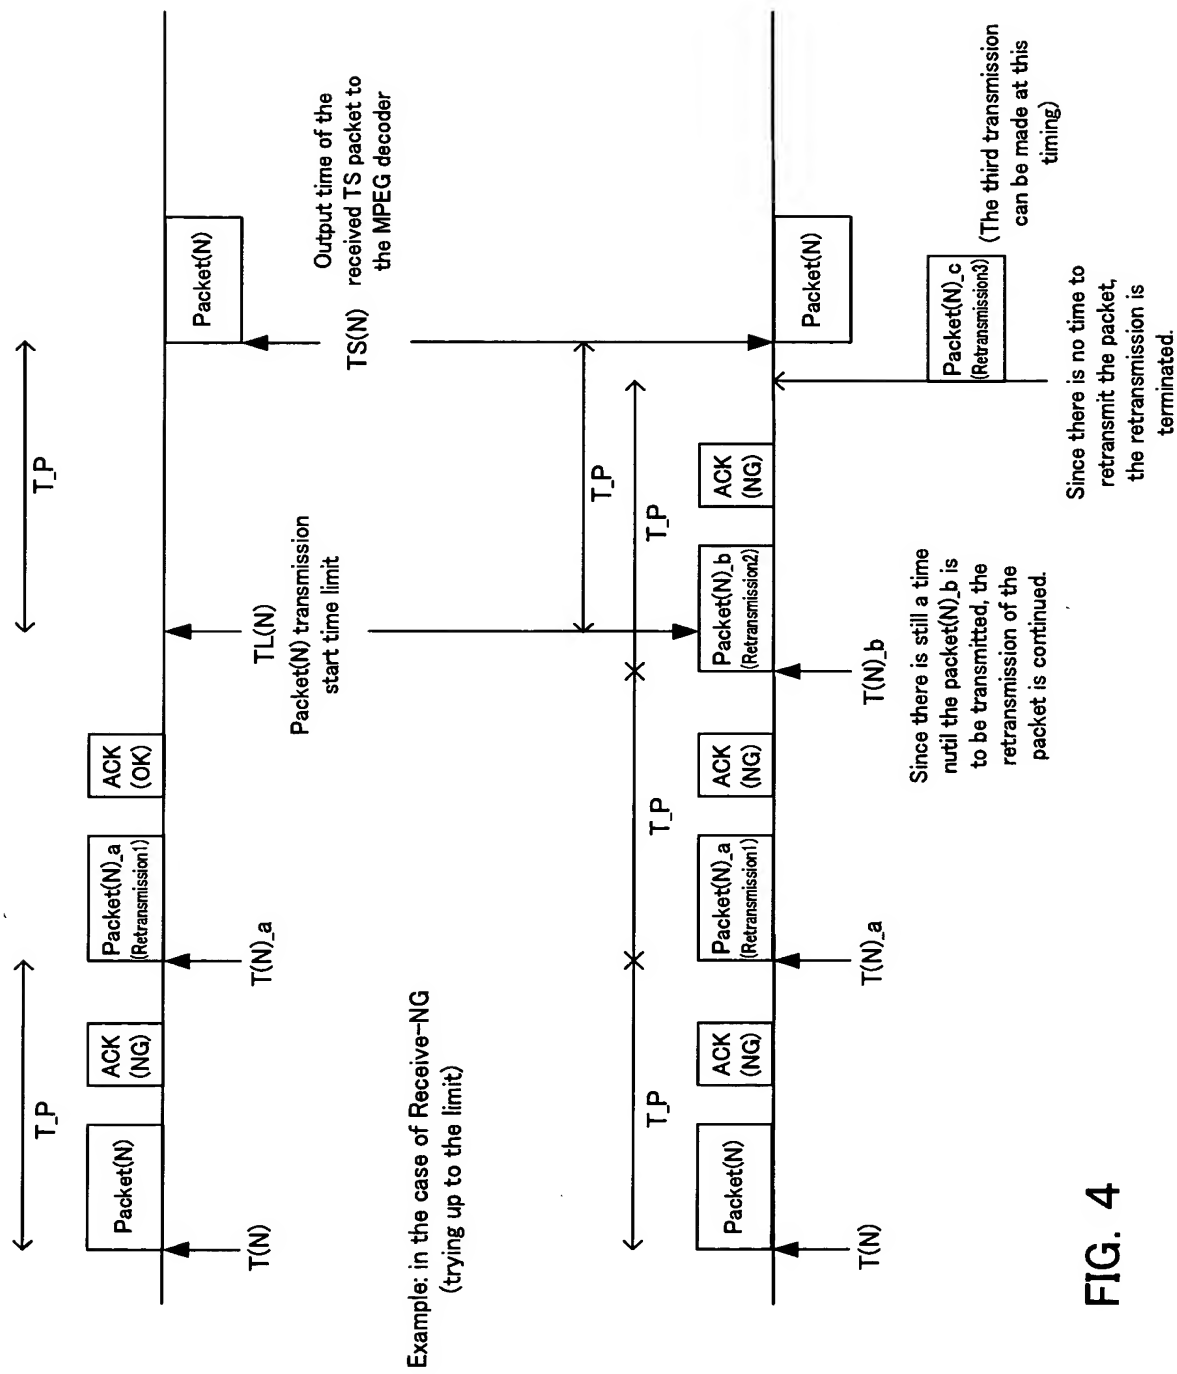 T_P
T_P
Packet(N)
ACK
(NG)
Packet(N)_a
(Retransmission1)
ACK
(OK)
Packet(N)
T(N)
T(N)_a
TL(N)
Packet(N) transmission
start time limit
TS(N)
Output time of the
received TS packet to
the MPEG decoder
Example: in the case of Receive-NG
(trying up to the limit)
T_P
T_P
T_P
T_P
Packet(N)
ACK
(NG)
Packet(N)_a
(Retransmission1)
ACK
(NG)
Packet(N)_b
(Retransmission2)
ACK
(NG)
Packet(N)
T(N)
T(N)_a
T(N)_b
Since there is still a time
nutil the packet(N)_b is
to be transmitted, the
retransmission of the
packet is continued.
Packet(N)_c
(Retransmission3)
(The third transmission
can be made at this
timing)
Since there is no time to
retransmit the packet,
the retransmission is
terminated.
FIG. 4